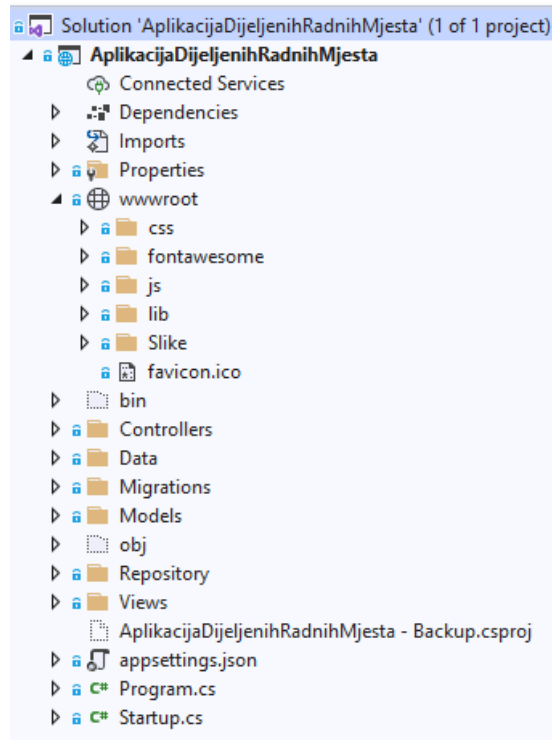 Solution 'AplikacijaDijeljenihRadnihMjesta' (1 of 1 project)
AplikacijaDijeljenihRadnihMjesta
Connected Services
Dependencies
Imports
Properties
wwwroot
css
fontawesome
js
lib
Slike
favicon.ico
bin
Controllers
Data
Migrations
Models
obj
Repository
Views
AplikacijaDijeljenihRadnihMjesta - Backup.csproj
appsettings.json
C# Program.cs
C# Startup.cs